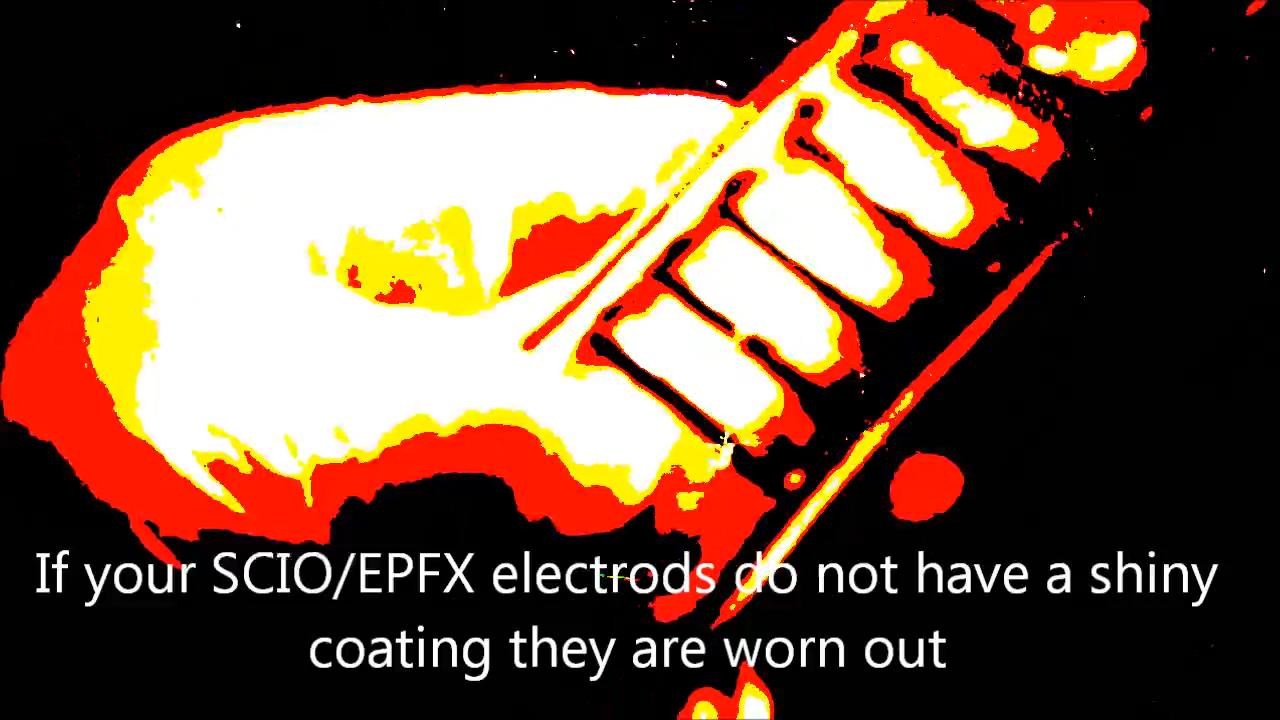 If your SCIO/EPFX electrods do not have a shiny
coating they are worn out